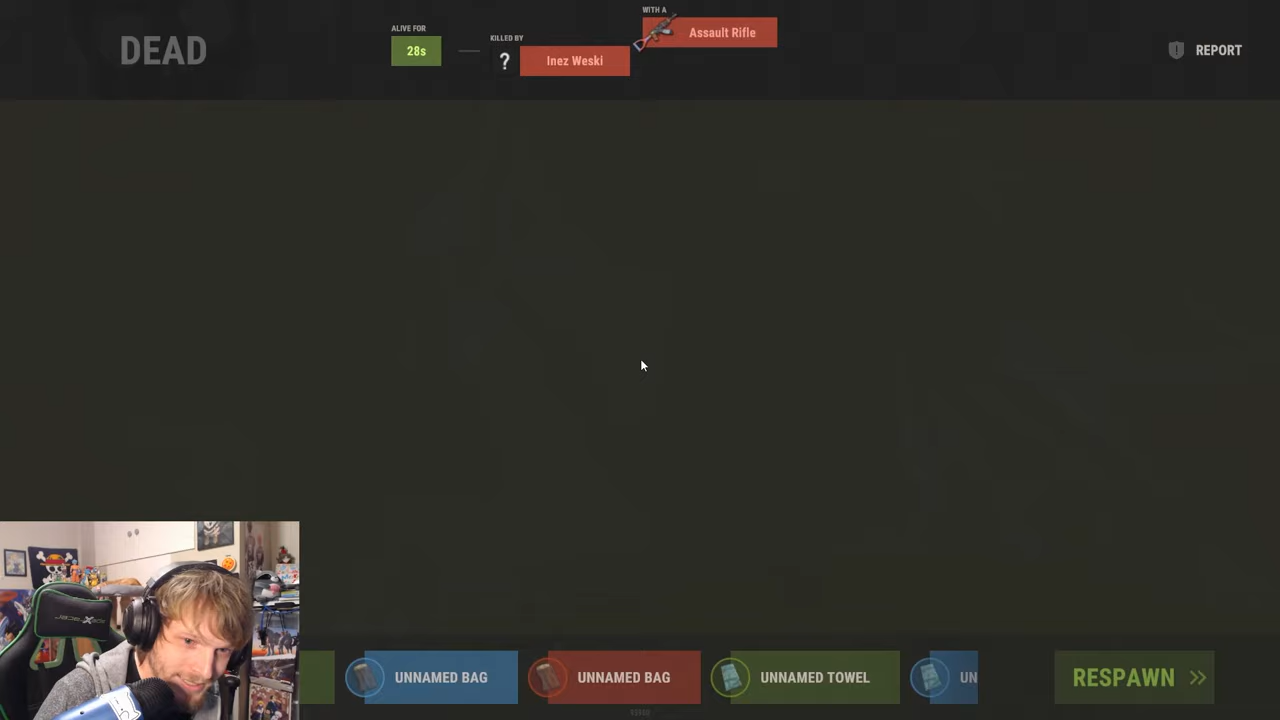 DEAD
ALIVE FOR
28s
KILLED BY
?
Inez Weski
WITH A
Assault Rifle
REPORT
UNNAMED BAG
UNNAMED BAG
UNNAMED TOWEL
UN
RESPAWN